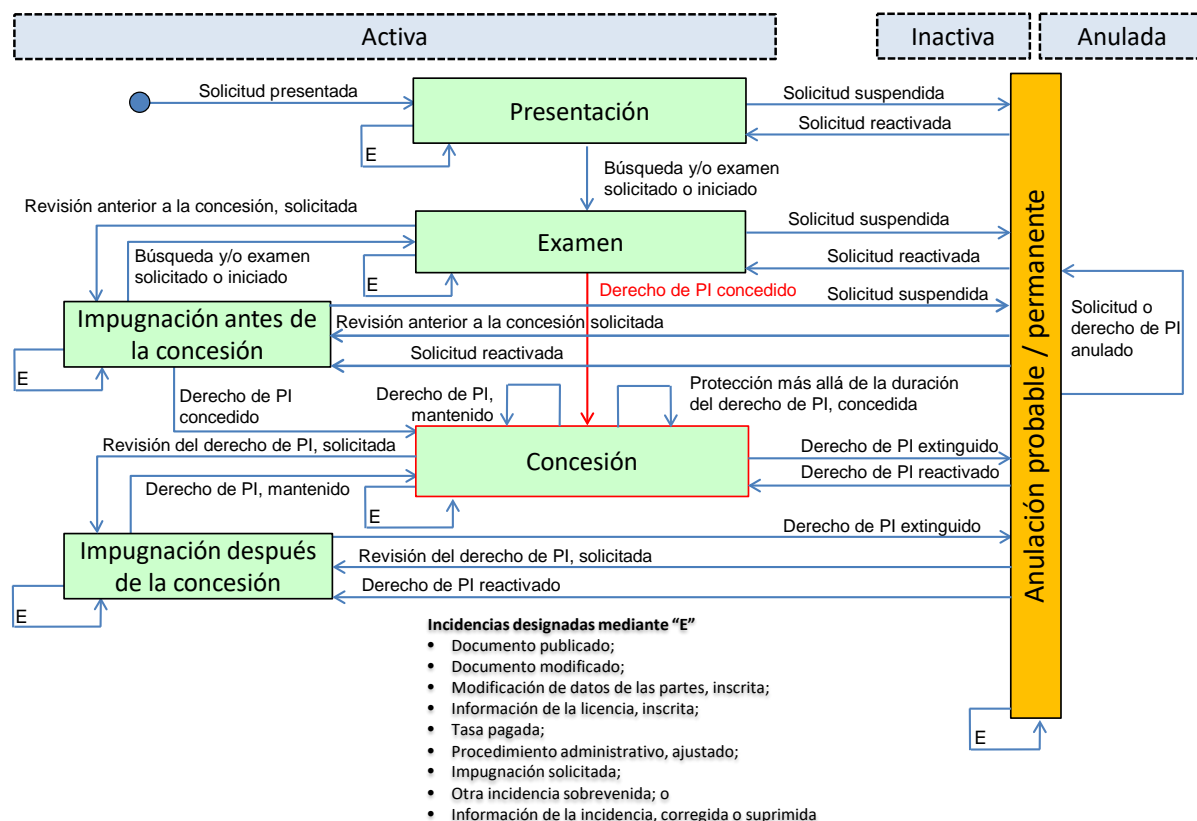 Activa
Inactiva
Anulada
Solicitud presentada
Presentación
Solicitud suspendida
Solicitud reactivada
E
Búsqueda y/o examen
solicitado o iniciado
Revisión anterior a la concesión, solicitada
Examen
Solicitud suspendida
Solicitud reactivada
Búsqueda y/o examen
solicitado o iniciado
E
Derecho de PI concedido
Solicitud suspendida
Impugnación antes de
la concesión
Revisión anterior a la concesión solicitada
Solicitud reactivada
E
Solicitud o
derecho de PI
anulado
Anulación probable / permanente
Derecho de PI
concedido
Derecho de PI,
mantenido
Protección más allá de la duración
del derecho de PI, concedida
Revisión del derecho de PI, solicitada
Concesión
Derecho de PI extinguido
Derecho de PI reactivado
Derecho de PI, mantenido
E
Derecho de PI extinguido
Impugnación después
de la concesión
Revisión del derecho de PI, solicitada
Derecho de PI reactivado
E
Incidencias designadas mediante “E”
• Documento publicado;
• Documento modificado;
• Modificación de datos de las partes, inscrita;
• Información de la licencia, inscrita;
• Tasa pagada;
• Procedimiento administrativo, ajustado;
• Impugnación solicitada;
• Otra incidencia sobrevenida; o
• Información de la incidencia, corregida o suprimida
E